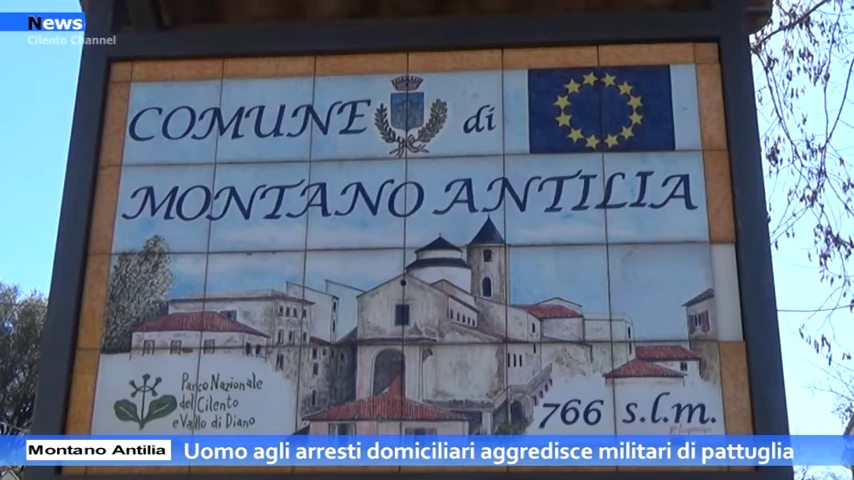 News
Cilento Channel
COMUNE di
MONTANO ANTILIA
Parco Nazionale
del Cilento
e Vallo di Diano
766 s.l.m.
Montano Antilia
Uomo agli arresti domiciliari aggredisce militari di pattuglia